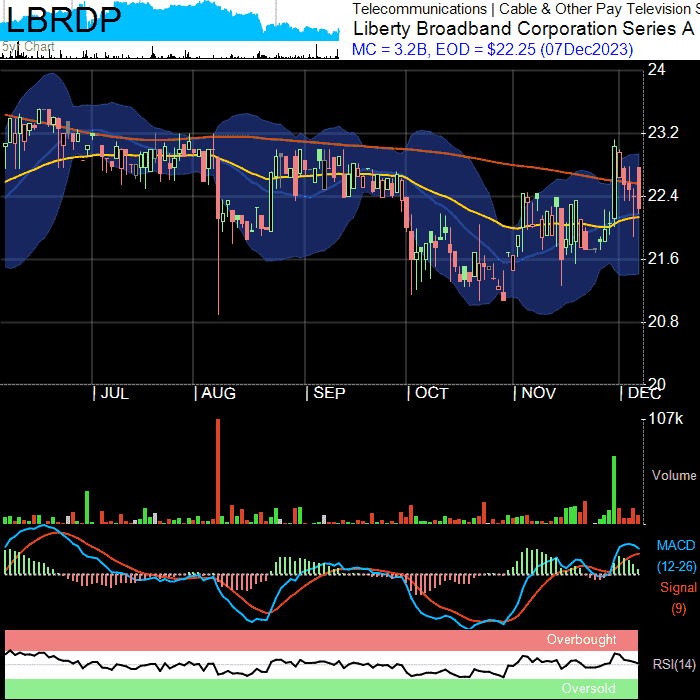 LBRDP
Telecommunications | Cable & Other Pay Television S
Liberty Broadband Corporation Series A
5yr Chart
MC = 3.2B, EOD = $22.25 (07Dec2023)
24
23.2
22.4
21.6
20.8
20
| JUL | AUG | SEP | OCT | NOV | DEC
107k
Volume
MACD
(12-26)
Signal
(9)
Overbought
RSI(14)
Oversold